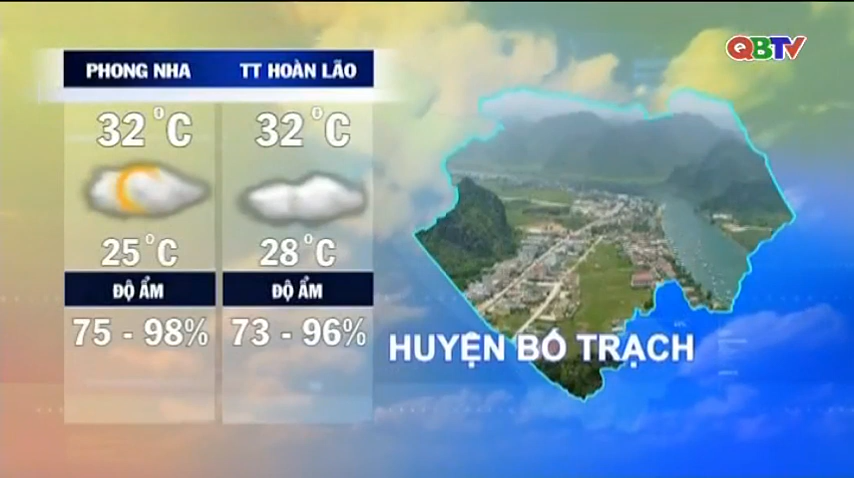 QBTV
PHONG NHA
32°C
25°C
ĐỘ ẨM
75 - 98%
TT HOÀN LÃO
32°C
28°C
ĐỘ ẨM
73 - 96%
HUYỆN BỐ TRẠCH